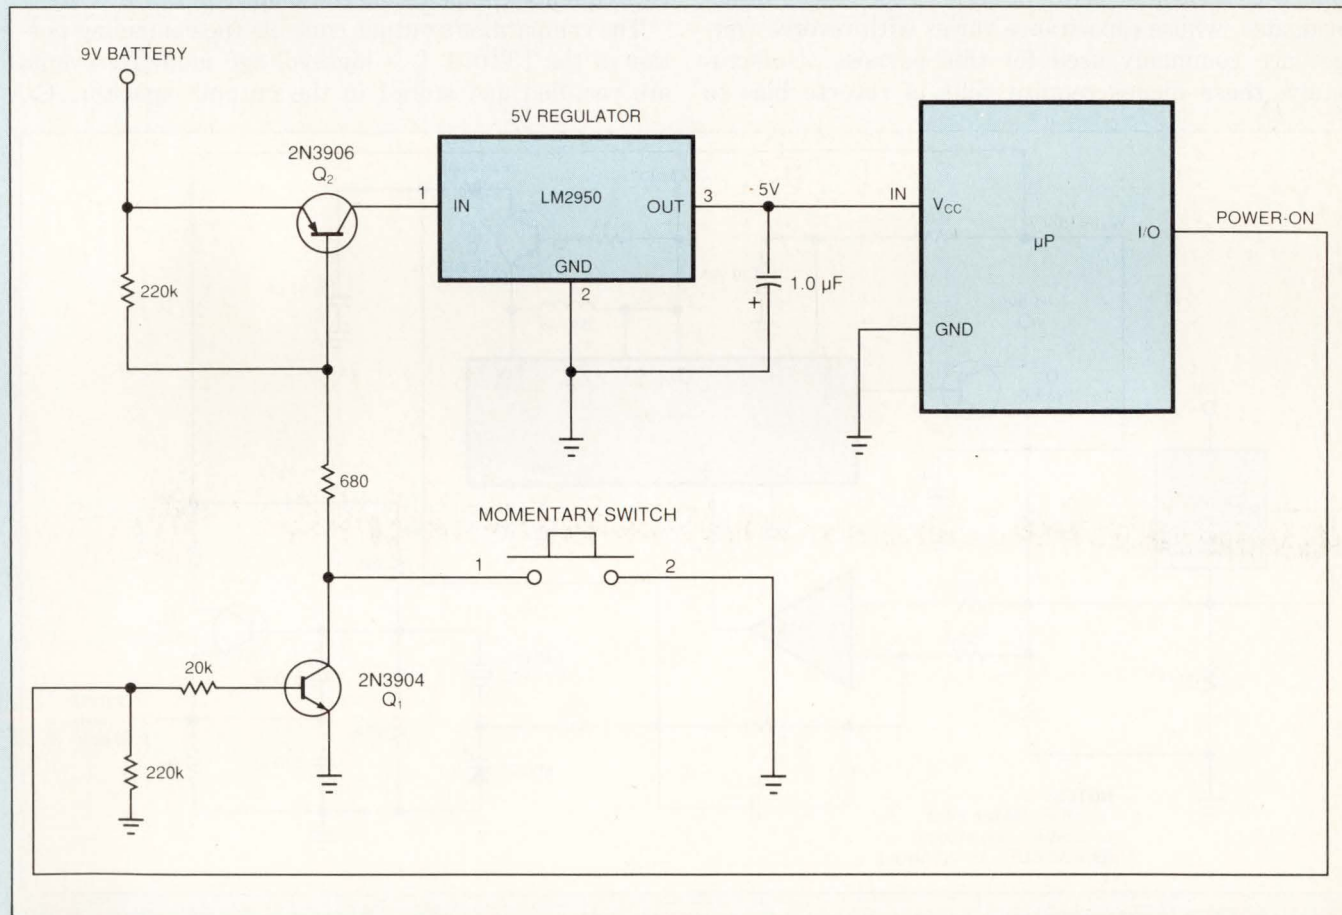 9V BATTERY
5V REGULATOR
2N3906
Q₂
1
IN
LM2950
OUT
3
5V
IN
V_CC
µP
I/O
POWER-ON
GND
2
220k
1.0 µF
+
GND
680
MOMENTARY SWITCH
1
2
20k
2N3904
Q₁
220k